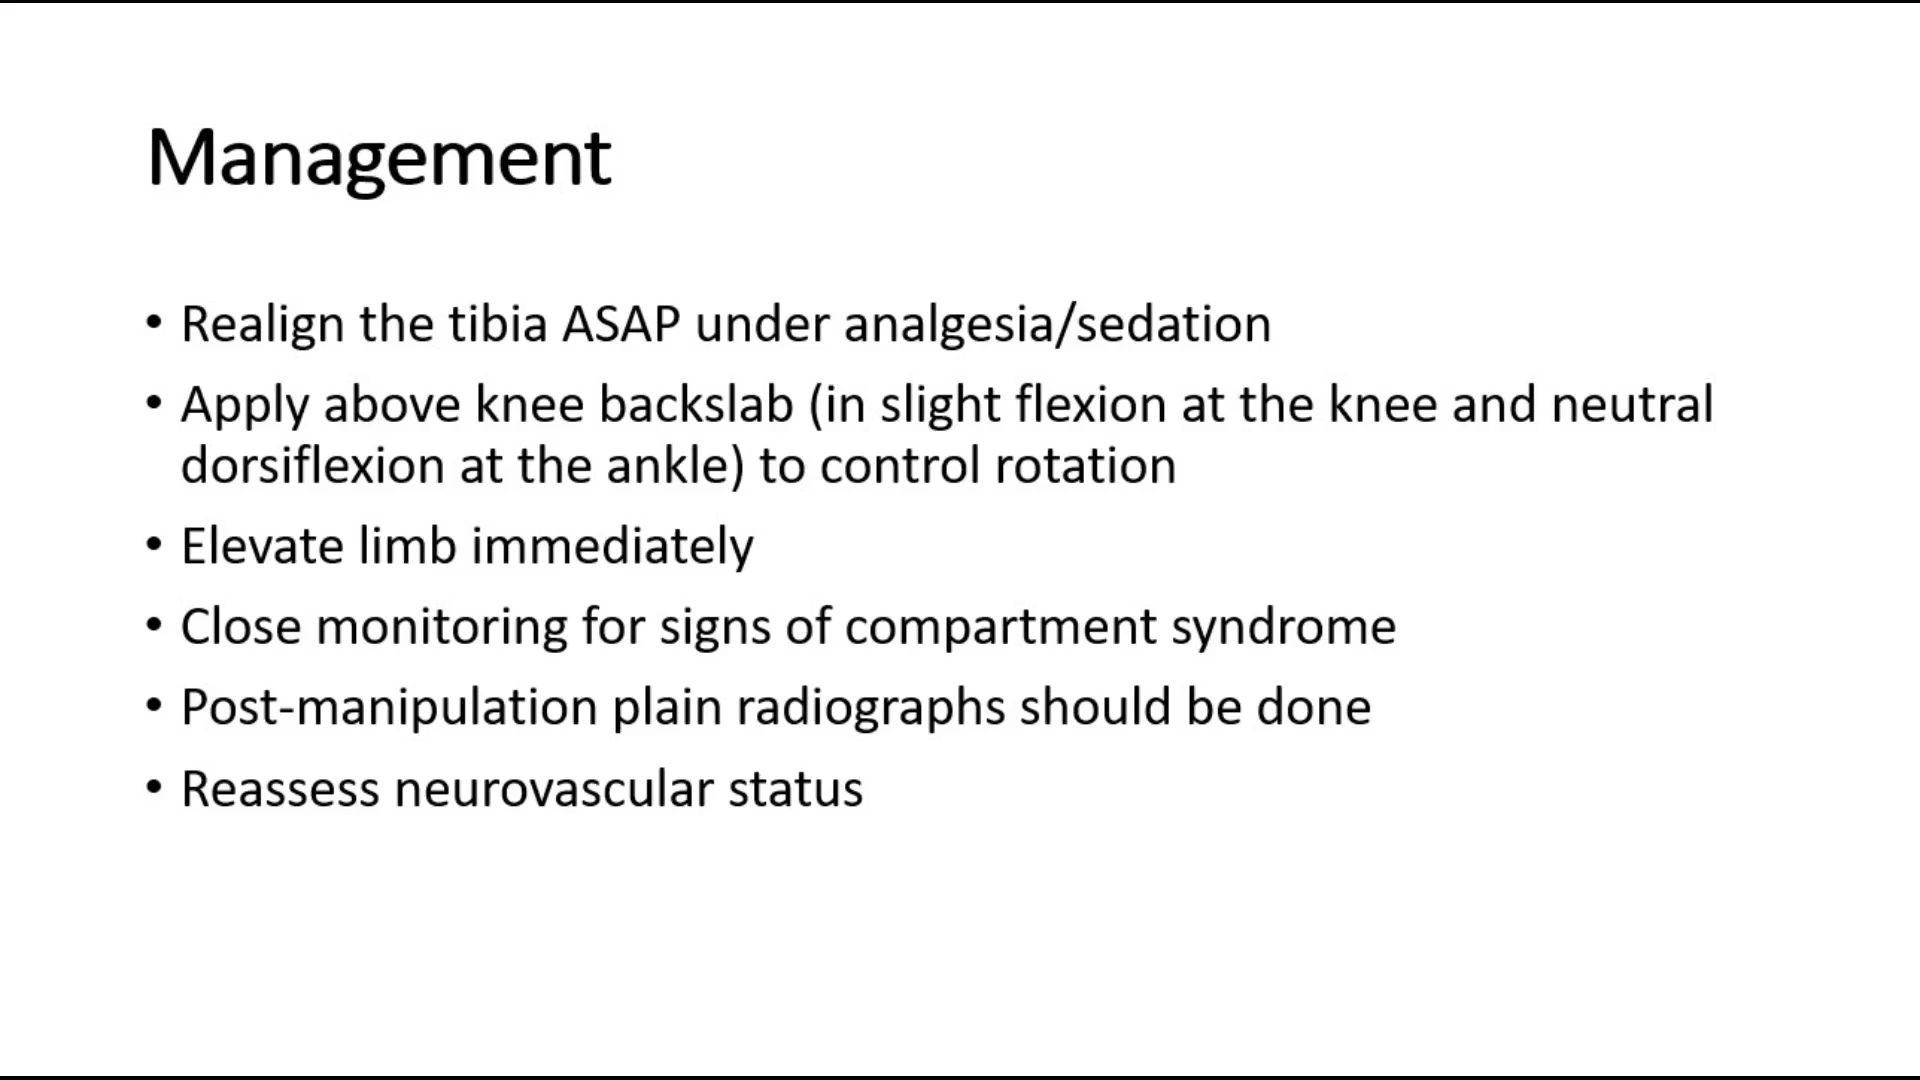 Management
• Realign the tibia ASAP under analgesia/sedation
• Apply above knee backslab (in slight flexion at the knee and neutral
dorsiflexion at the ankle) to control rotation
• Elevate limb immediately
• Close monitoring for signs of compartment syndrome
• Post-manipulation plain radiographs should be done
• Reassess neurovascular status